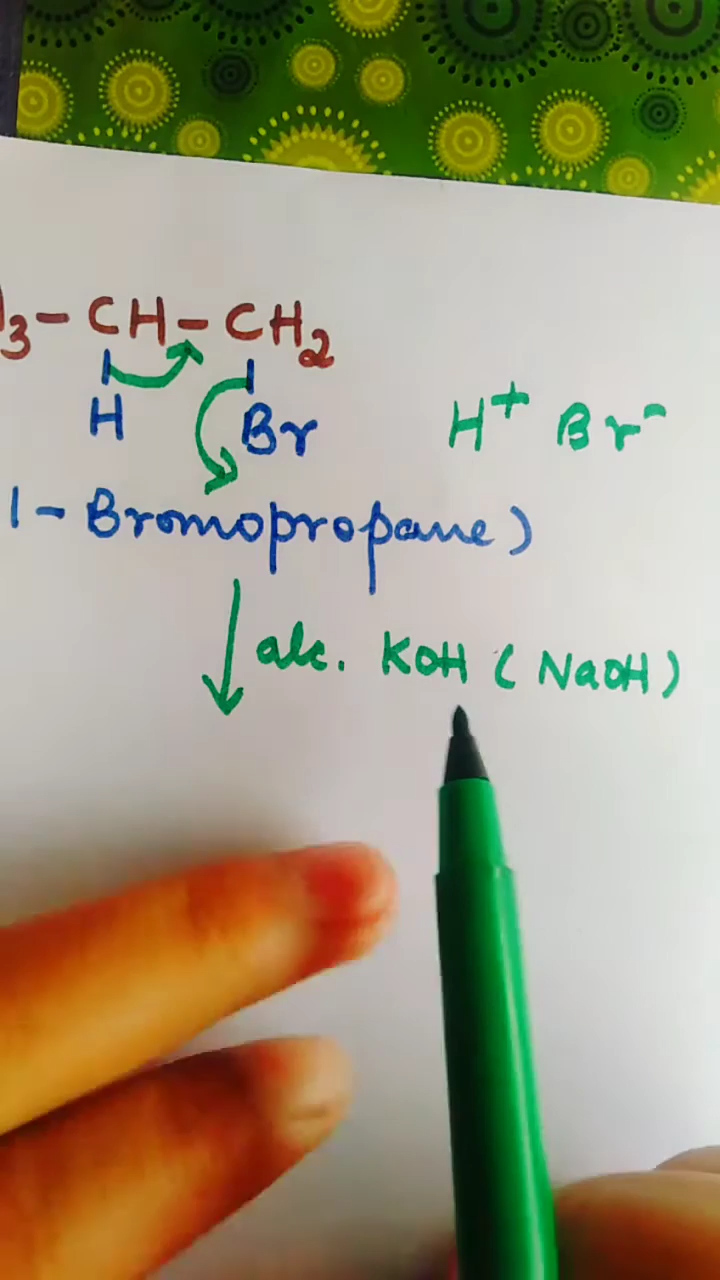 3 - CH - CH2
H Br H+ Br-
1 - Bromopropane)
alc. KOH ( NaOH )